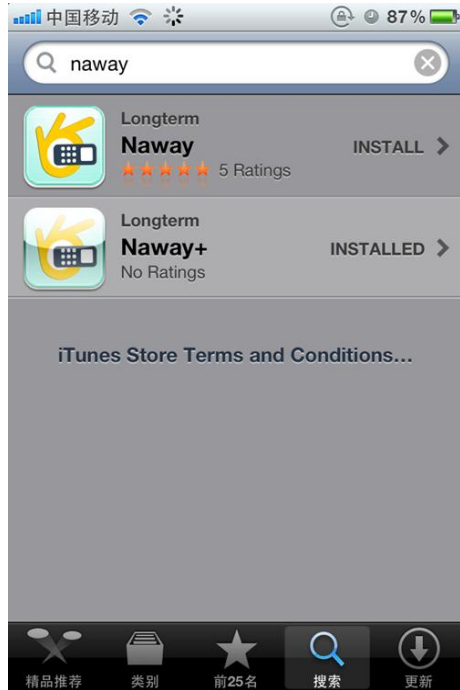 中国移动 87%
naway
Longterm
Naway
INSTALL
5 Ratings
Longterm
Naway+
INSTALLED
No Ratings
iTunes Store Terms and Conditions...
精品推荐 类别 前25名 搜索 更新